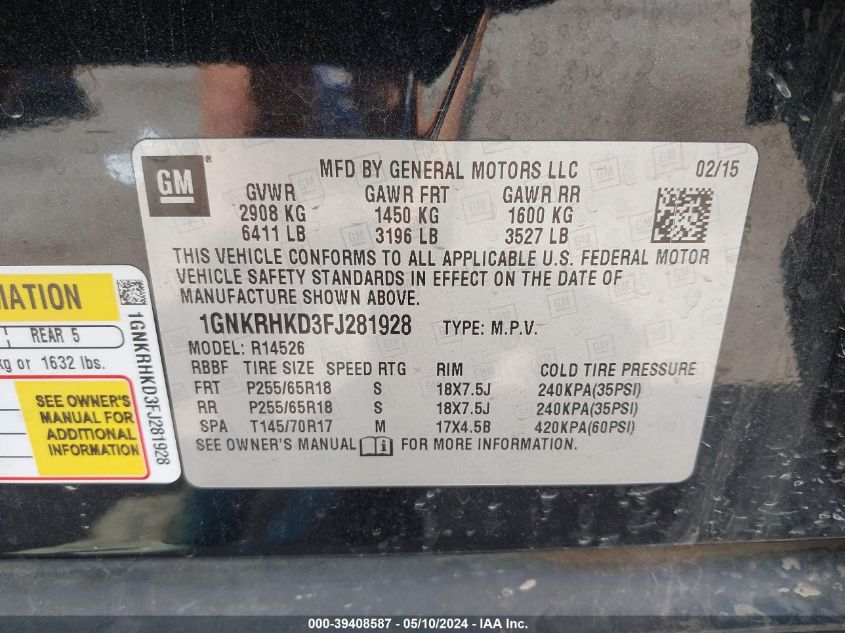 GM
®
MFD BY GENERAL MOTORS LLC 02/15
GVWR GAWR FRT GAWR RR
2908 KG 1450 KG 1600 KG
6411 LB 3196 LB 3527 LB
THIS VEHICLE CONFORMS TO ALL APPLICABLE U.S. FEDERAL MOTOR
VEHICLE SAFETY STANDARDS IN EFFECT ON THE DATE OF
MANUFACTURE SHOWN ABOVE.
1GNKRHKD3FJ281928 TYPE: M.P.V.
MODEL: R14526
RBBF TIRE SIZE SPEED RTG RIM COLD TIRE PRESSURE
FRT P255/65R18 S 18X7.5J 240KPA(35PSI)
RR P255/65R18 S 18X7.5J 240KPA(35PSI)
SPA T145/70R17 M 17X4.5B 420KPA(60PSI)
SEE OWNER'S MANUAL FOR MORE INFORMATION.
MATION
REAR 5
kg or 1632 lbs.
SEE OWNER'S
MANUAL FOR
ADDITIONAL
INFORMATION
1GNKRHKD3FJ281928
000-39408587 - 05/10/2024 - IAA Inc.